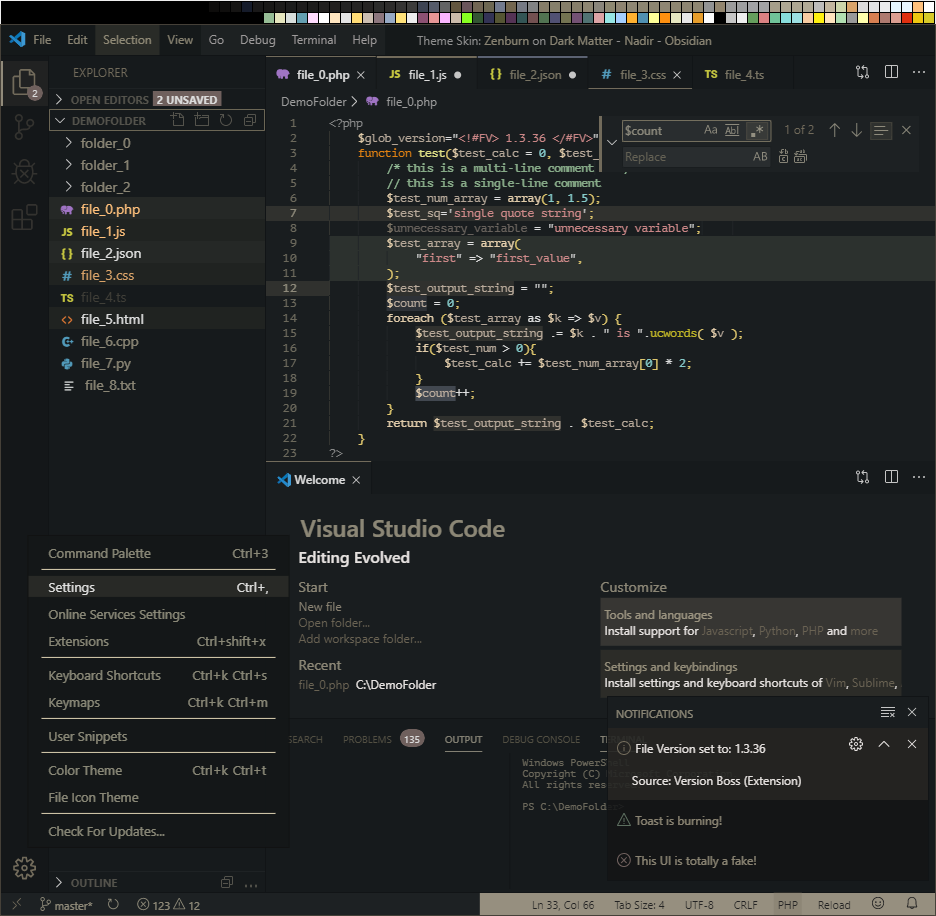 File Edit Selection View Go Debug Terminal Help Theme Skin: Zenburn on Dark Matter - Nadir - Obsidian
2
EXPLORER
OPEN EDITORS 2 UNSAVED
DEMOFOLDER
folder_0
folder_1
folder_2
file_0.php
JS file_1.js
{} file_2.json
# file_3.css
TS file_4.ts
<> file_5.html
file_6.cpp
file_7.py
file_8.txt
file_0.php JS file_1.js {} file_2.json # file_3.css TS file_4.ts
DemoFolder file_0.php
$count Aa Abl .* 1 of 2
Replace AB
1 <?php
2 $glob_version="<!#FV> 1.3.36 </#FV>"
3 function test($test_calc = 0, $test_
4 /* this is a multi-line comment
5 // this is a single-line comment
6 $test_num_array = array(1, 1.5);
7 $test_sq='single quote string';
8 $unnecessary_variable = "unnecessary variable";
9 $test_array = array(
10 "first" => "first_value",
11 );
12 $test_output_string = "";
13 $count = 0;
14 foreach ($test_array as $k => $v) {
15 $test_output_string .= $k . " is ".ucwords( $v );
16 if($test_num > 0){
17 $test_calc += $test_num_array[0] * 2;
18 }
19 $count++;
20 }
21 return $test_output_string . $test_calc;
22 }
23 ?>
Welcome
Visual Studio Code
Editing Evolved
Start
New file
Open folder...
Add workspace folder...
Recent
file_0.php C:\DemoFolder
Customize
Tools and languages
Install support for Javascript, Python, PHP and more
Settings and keybindings
Install settings and keyboard shortcuts of Vim, Sublime,
Command Palette Ctrl+3
Settings Ctrl+,
Online Services Settings
Extensions Ctrl+shift+x
Keyboard Shortcuts Ctrl+k Ctrl+s
Keymaps Ctrl+k Ctrl+m
User Snippets
Color Theme Ctrl+k Ctrl+t
File Icon Theme
Check For Updates...
SEARCH PROBLEMS 135 OUTPUT DEBUG CONSOLE
Windows PowerShell
Copyright (C)
All rights
PS C:\DemoFolder>
NOTIFICATIONS
File Version set to: 1.3.36
Source: Version Boss (Extension)
Toast is burning!
This UI is totally a fake!
OUTLINE
master* 123 12 Ln 33, Col 66 Tab Size: 4 UTF-8 CRLF PHP Reload